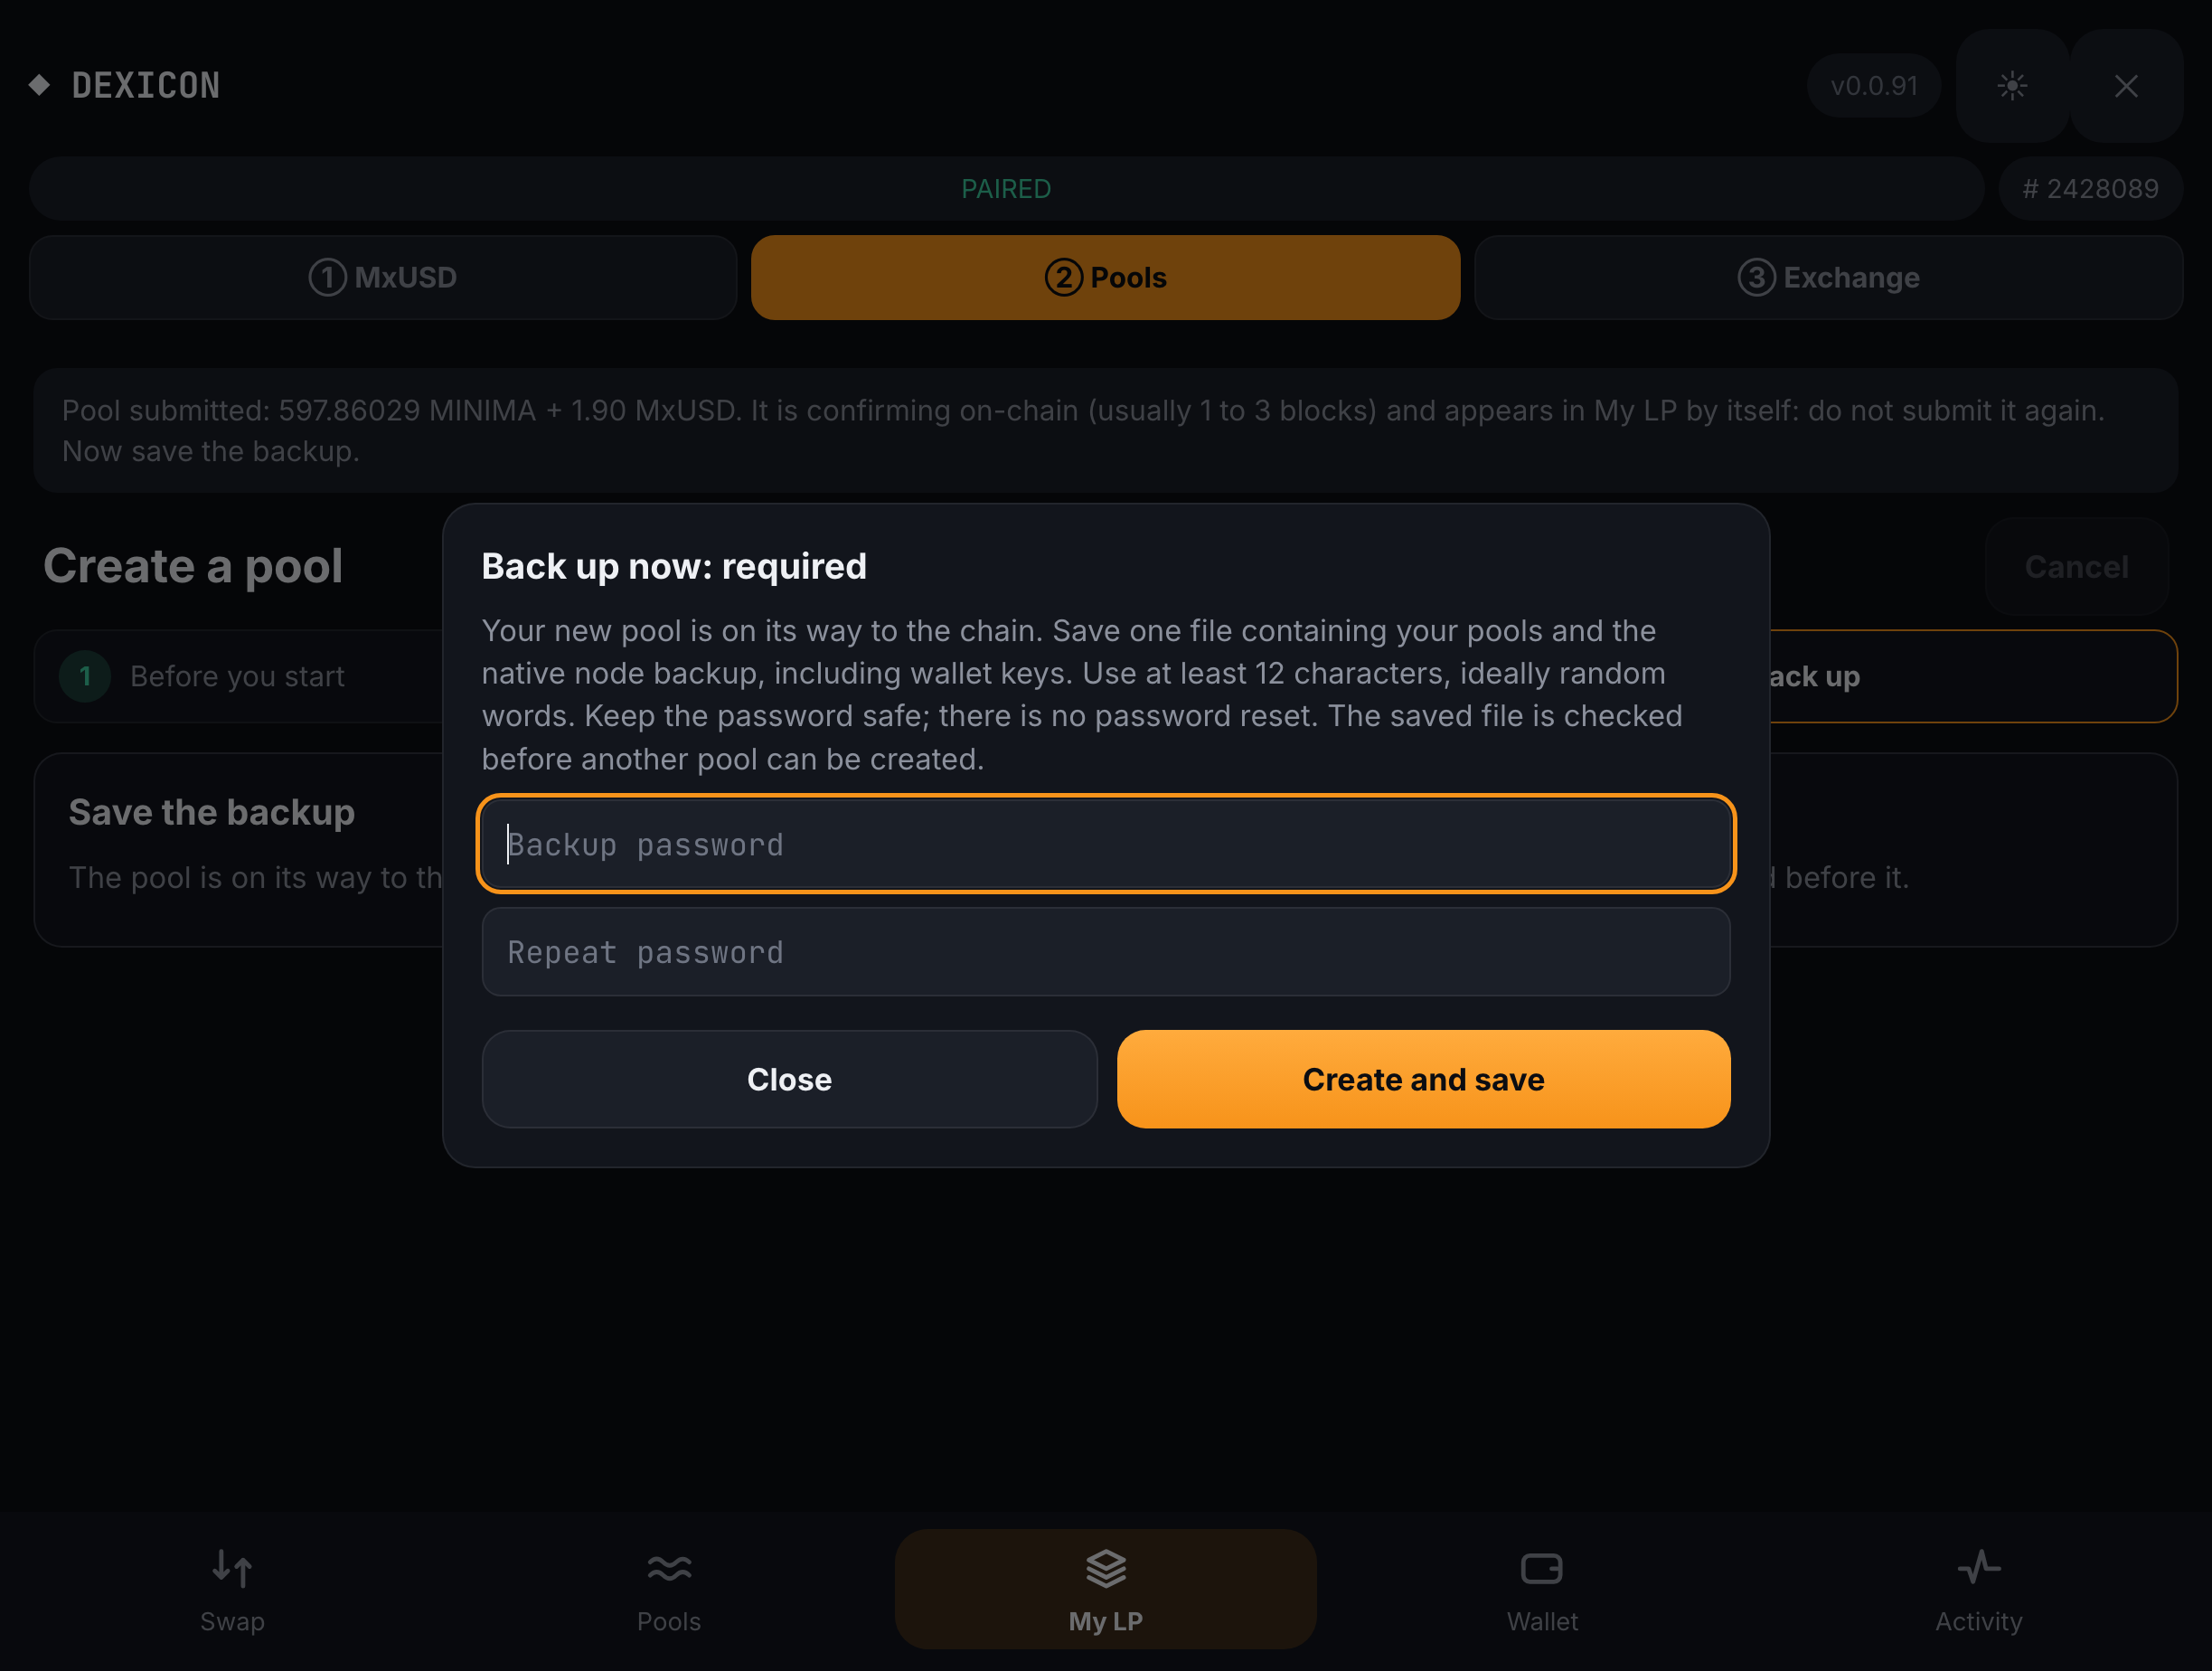 DEXICON
v0.0.91
PAIRED
# 2428089
1 MxUSD
2 Pools
3 Exchange
Pool submitted: 597.86029 MINIMA + 1.90 MxUSD. It is confirming on-chain (usually 1 to 3 blocks) and appears in My LP by itself: do not submit it again.
Now save the backup.
Create a pool
Cancel
1 Before you start
ack up
Save the backup
The pool is on its way to th
before it.
Back up now: required
Your new pool is on its way to the chain. Save one file containing your pools and the
native node backup, including wallet keys. Use at least 12 characters, ideally random
words. Keep the password safe; there is no password reset. The saved file is checked
before another pool can be created.
Backup password
Repeat password
Close
Create and save
Swap
Pools
My LP
Wallet
Activity